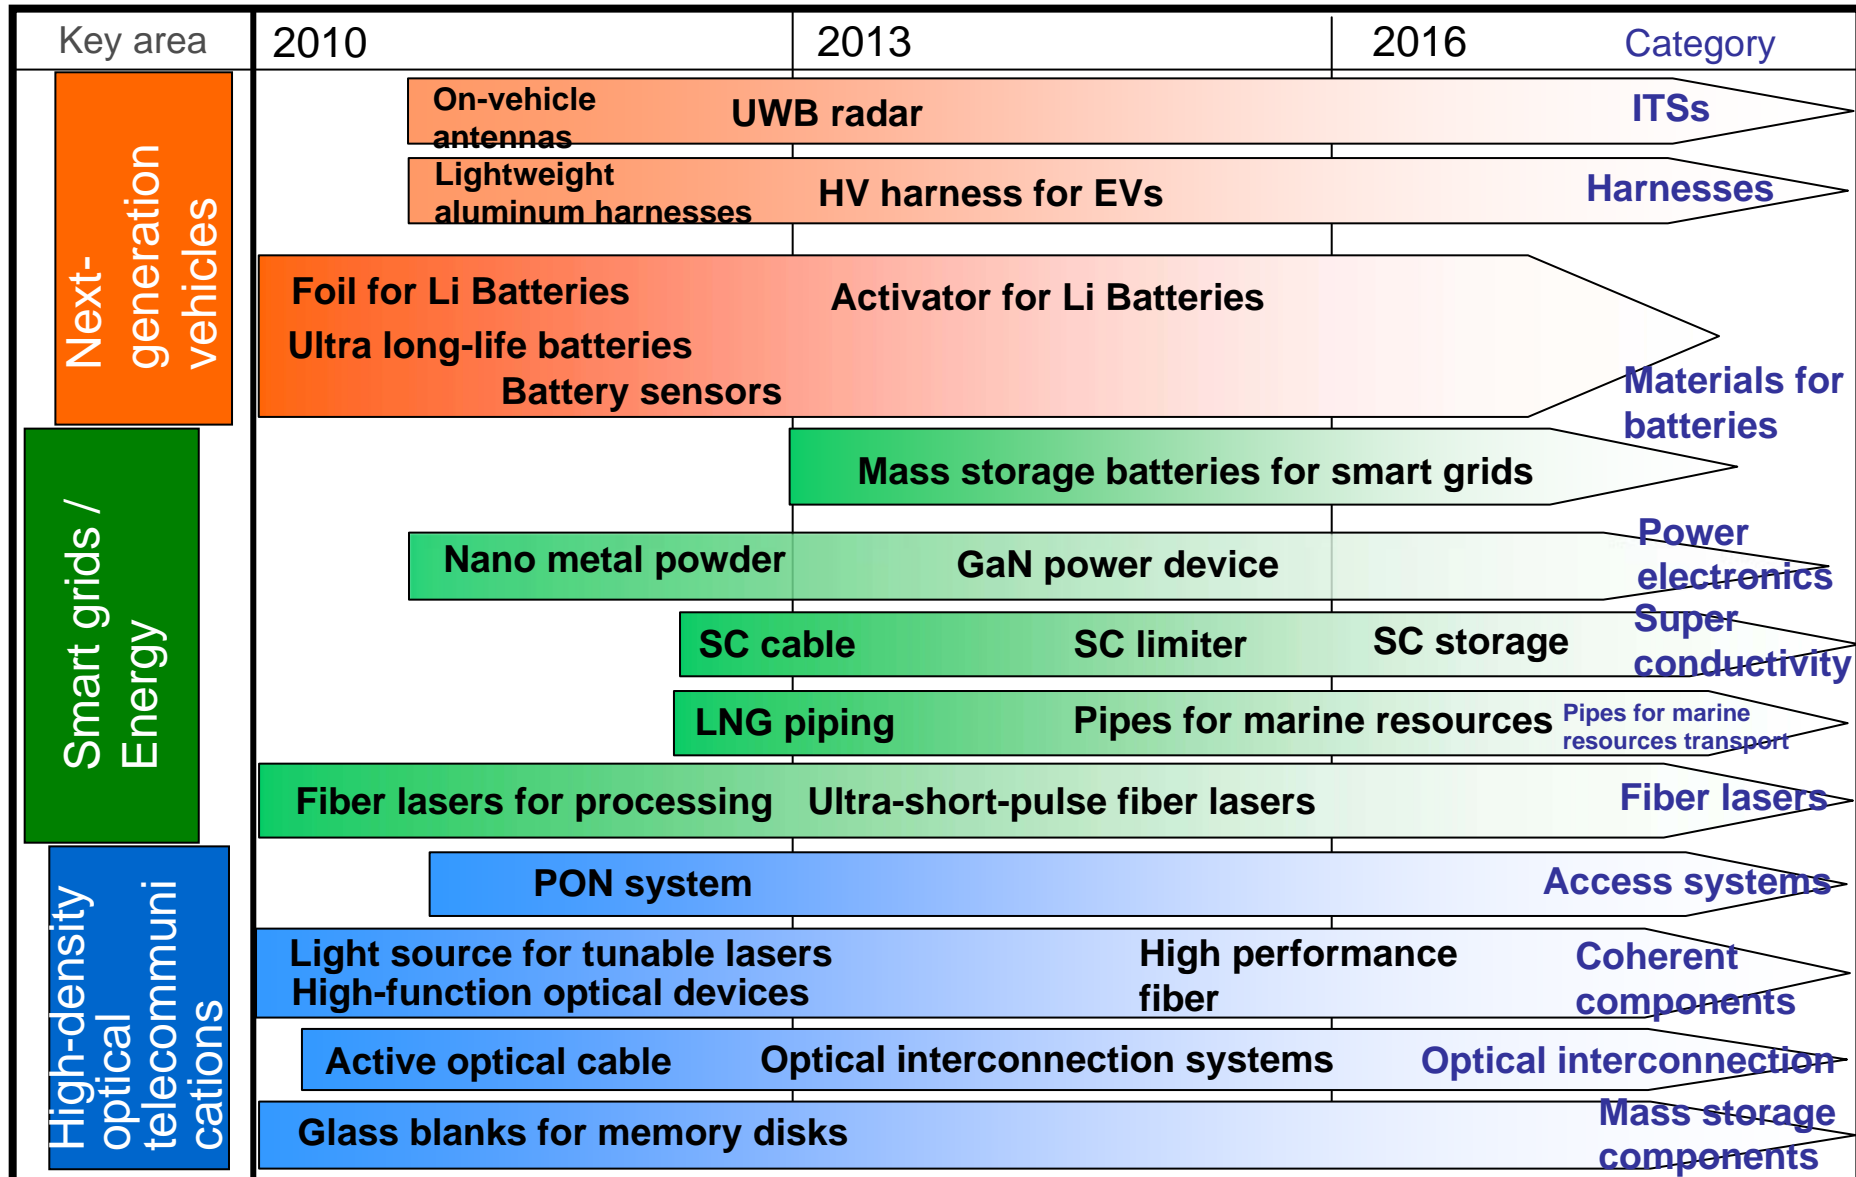 Key area
2010
2013
2016
Category
Next-
generation
vehicles
On-vehicle
antennas
UWB radar
ITSs
Lightweight
aluminum harnesses
HV harness for EVs
Harnesses
Foil for Li Batteries
Activator for Li Batteries
Ultra long-life batteries
Battery sensors
Materials for
batteries
Smart grids /
Energy
Mass storage batteries for smart grids
Nano metal powder
GaN power device
Power
electronics
SC cable
SC limiter
SC storage
Super
conductivity
LNG piping
Pipes for marine resources
Pipes for marine
resources transport
Fiber lasers for processing
Ultra-short-pulse fiber lasers
Fiber lasers
High-density
optical
telecommuni
cations
PON system
Access systems
Light source for tunable lasers
High-function optical devices
High performance
fiber
Coherent
components
Active optical cable
Optical interconnection systems
Optical interconnection
Glass blanks for memory disks
Mass storage
components